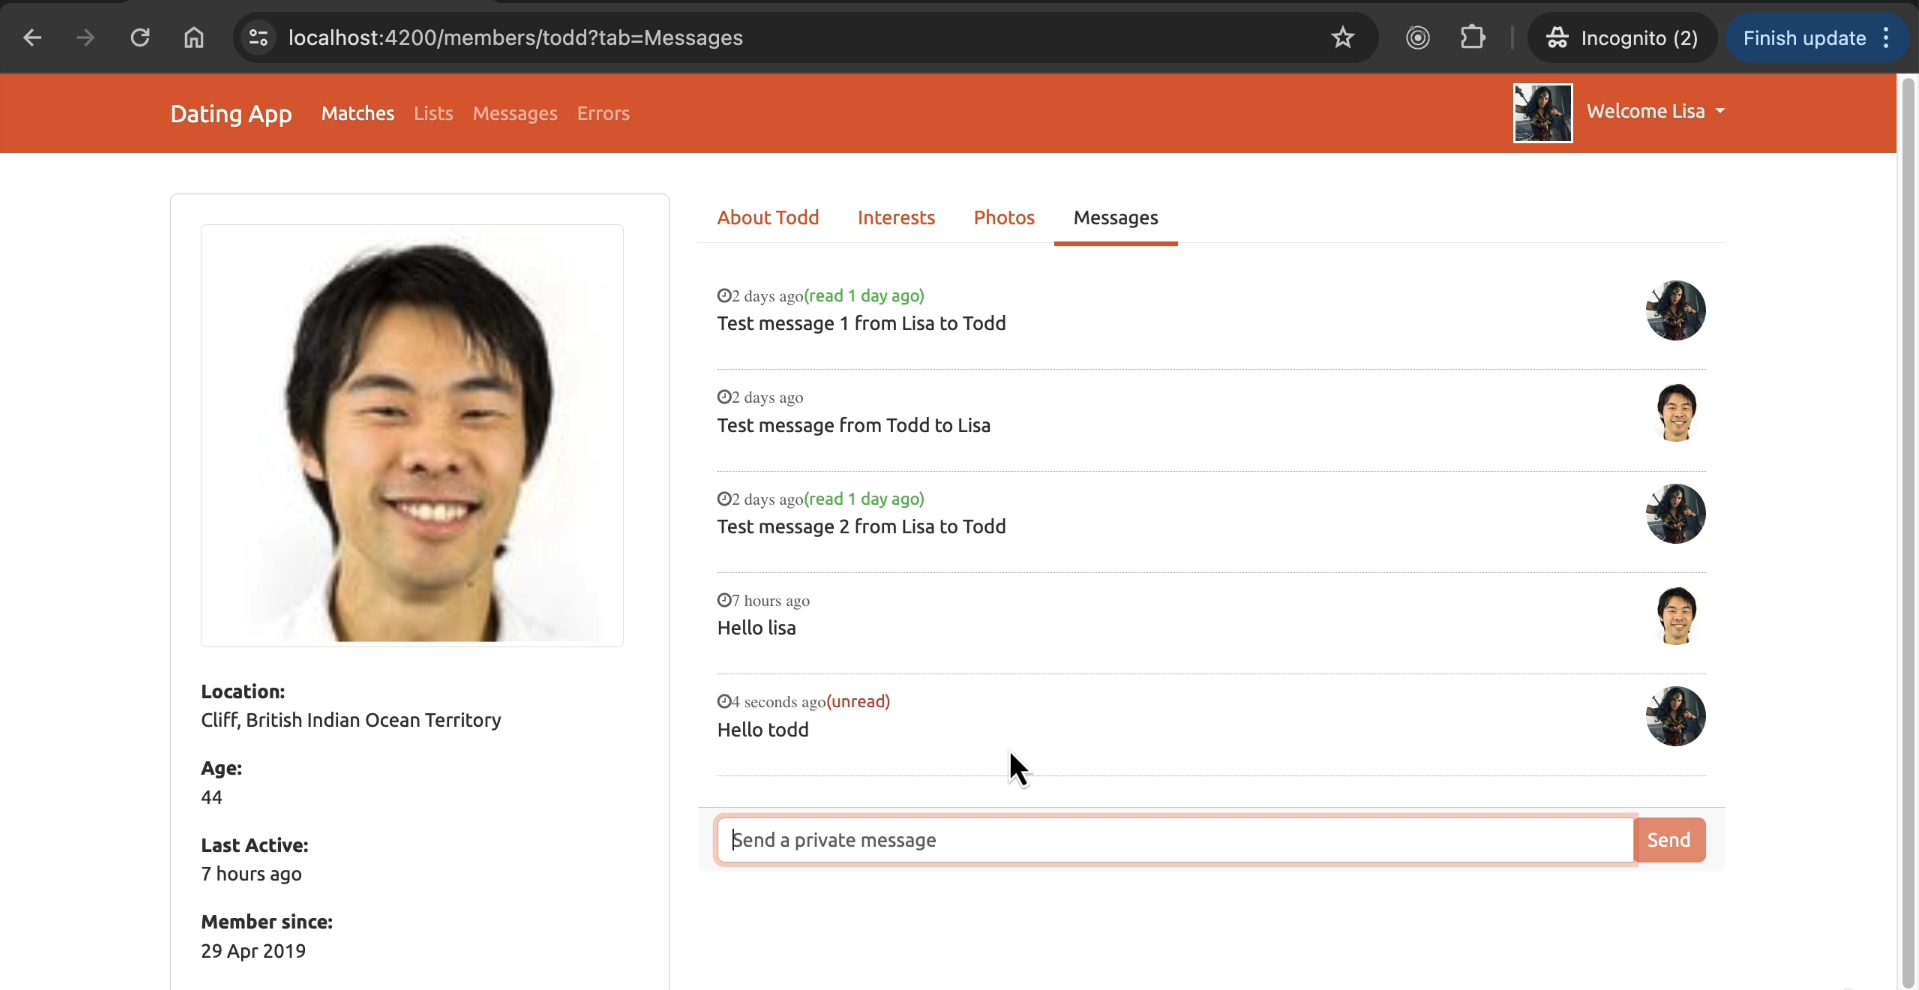 localhost:4200/members/todd?tab=Messages
Incognito (2)
Finish update
Dating App
Matches
Lists
Messages
Errors
Welcome Lisa
About Todd
Interests
Photos
Messages
2 days ago(read 1 day ago)
Test message 1 from Lisa to Todd
2 days ago
Test message from Todd to Lisa
2 days ago(read 1 day ago)
Test message 2 from Lisa to Todd
7 hours ago
Hello lisa
4 seconds ago(unread)
Hello todd
Send a private message
Send
Location:
Cliff, British Indian Ocean Territory
Age:
44
Last Active:
7 hours ago
Member since:
29 Apr 2019